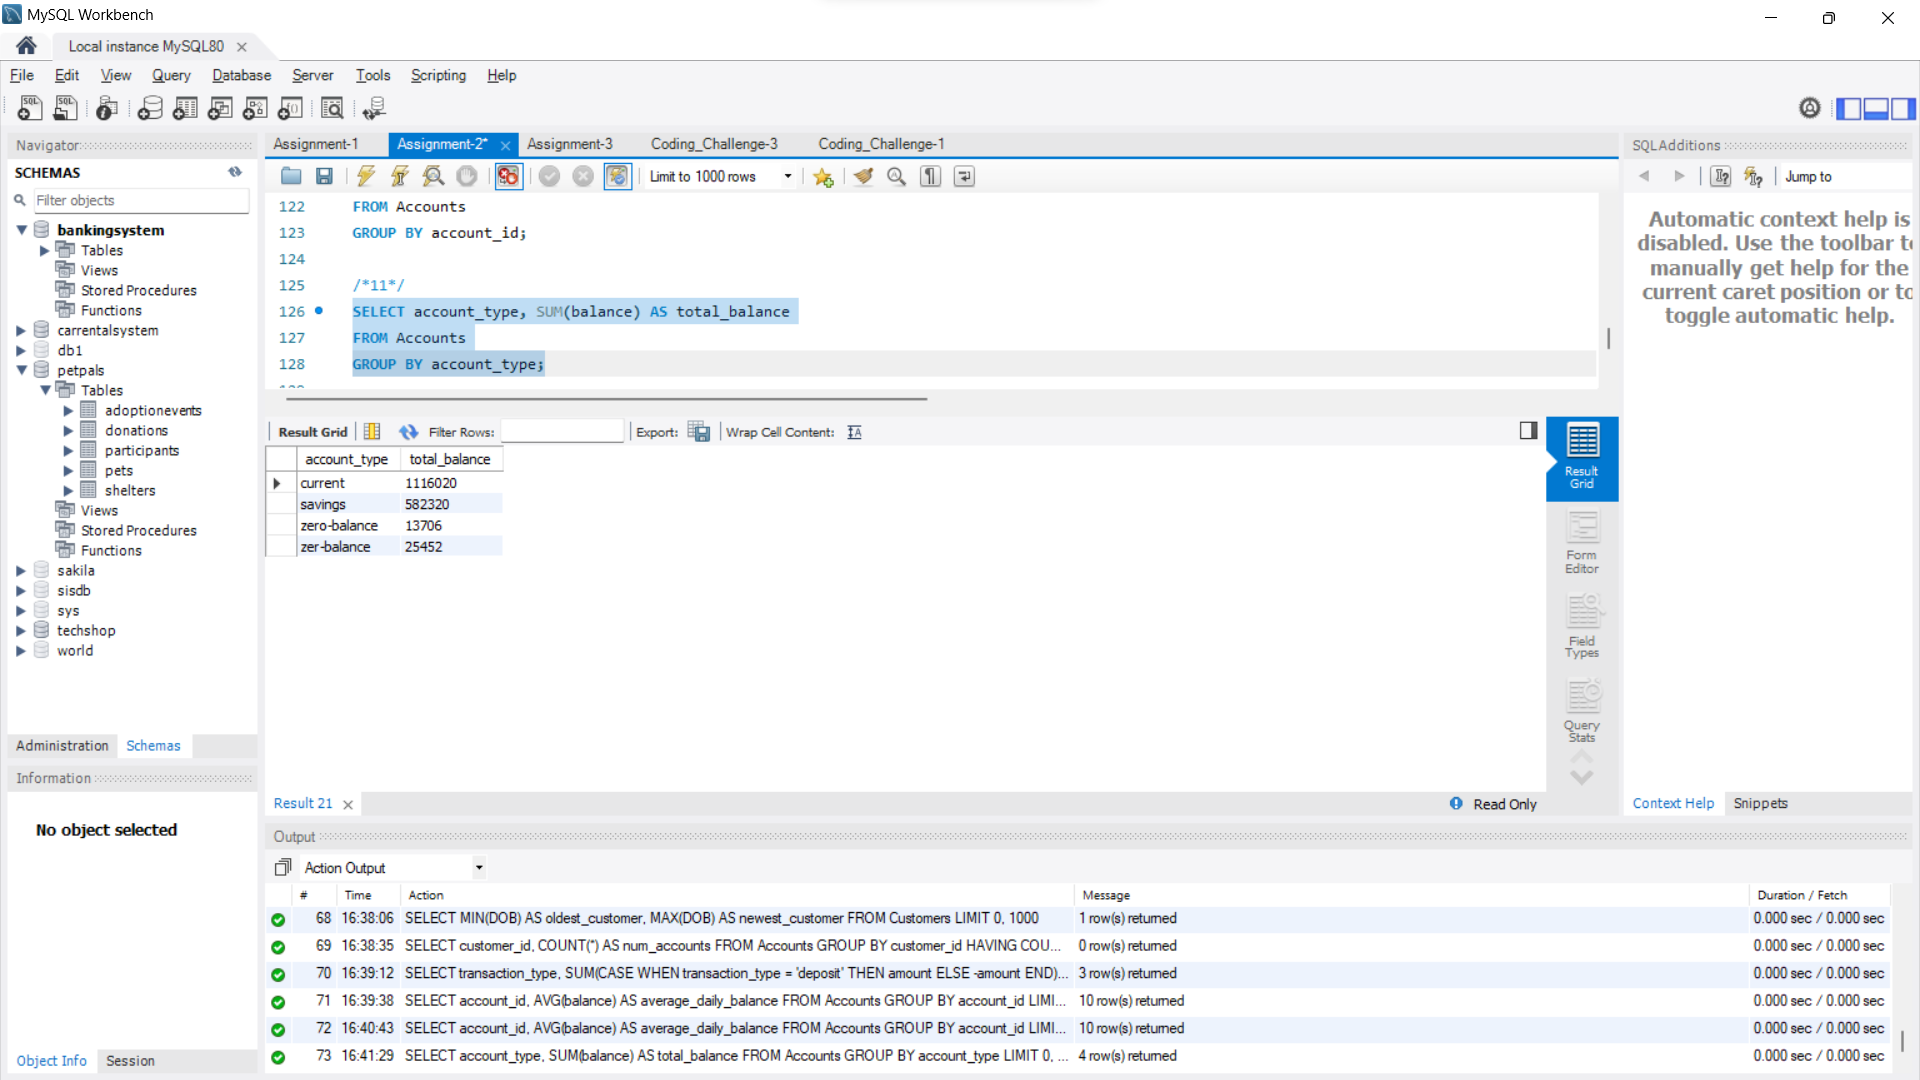 MySQL Workbench
Local instance MySQL80
File Edit View Query Database Server Tools Scripting Help
Navigator
SCHEMAS
Filter objects
bankingsystem
Tables
Views
Stored Procedures
Functions
carrentalsystem
db1
petpals
Tables
adoptionevents
donations
participants
pets
shelters
Views
Stored Procedures
Functions
sakila
sisdb
sys
techshop
world
Administration Schemas
Information
No object selected
Object Info Session
Assignment-1 Assignment-2* Assignment-3 Coding_Challenge-3 Coding_Challenge-1
Limit to 1000 rows
122 FROM Accounts
123 GROUP BY account_id;
124
125 /*11*/
126 SELECT account_type, SUM(balance) AS total_balance
127 FROM Accounts
128 GROUP BY account_type;
Result Grid Filter Rows: Export: Wrap Cell Content:
account_type total_balance
current 1116020
savings 582320
zero-balance 13706
zer-balance 25452
Result Grid
Form Editor
Field Types
Query Stats
Result 21 Read Only
SQLAdditions
Jump to
Automatic context help is
disabled. Use the toolbar to
manually get help for the
current caret position or to
toggle automatic help.
Context Help Snippets
Output
Action Output
# Time Action Message Duration / Fetch
68 16:38:06 SELECT MIN(DOB) AS oldest_customer, MAX(DOB) AS newest_customer FROM Customers LIMIT 0, 1000 1 row(s) returned 0.000 sec / 0.000 sec
69 16:38:35 SELECT customer_id, COUNT(*) AS num_accounts FROM Accounts GROUP BY customer_id HAVING COU... 0 row(s) returned 0.000 sec / 0.000 sec
70 16:39:12 SELECT transaction_type, SUM(CASE WHEN transaction_type = 'deposit' THEN amount ELSE -amount END)... 3 row(s) returned 0.000 sec / 0.000 sec
71 16:39:38 SELECT account_id, AVG(balance) AS average_daily_balance FROM Accounts GROUP BY account_id LIMI... 10 row(s) returned 0.000 sec / 0.000 sec
72 16:40:43 SELECT account_id, AVG(balance) AS average_daily_balance FROM Accounts GROUP BY account_id LIMI... 10 row(s) returned 0.000 sec / 0.000 sec
73 16:41:29 SELECT account_type, SUM(balance) AS total_balance FROM Accounts GROUP BY account_type LIMIT 0, ... 4 row(s) returned 0.000 sec / 0.000 sec